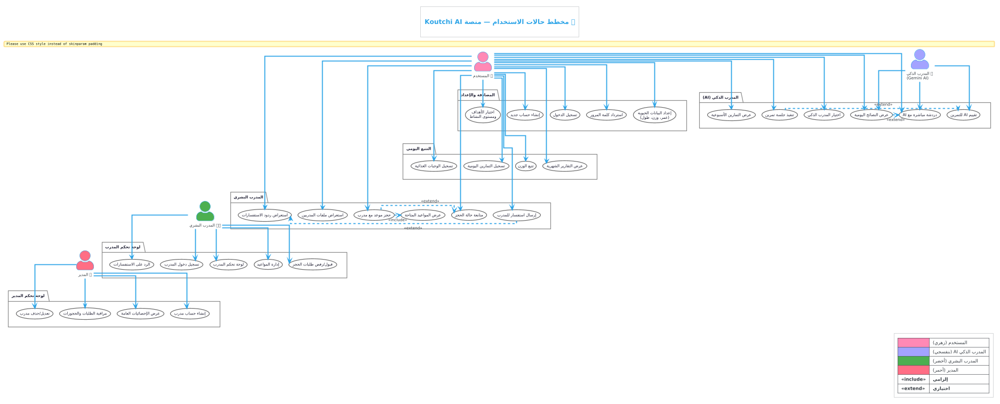 مخطط حالات الاستخدام — منصة Koutchi AI
Please use CSS style instead of skinparam padding
المستخدم
المدرب الذكي
(Gemini AI)
المصادقة والإعداد
اختيار الأهداف
ومستوى النشاط
إنشاء حساب جديد
تسجيل الدخول
استرداد كلمة المرور
إعداد البيانات الحيوية
(عمر، وزن، طول)
المدرب الذكي (AI)
«extend»
عرض التمارين الأسبوعية
تنفيذ جلسة تمرين
اختيار المدرب الذكي
عرض النصائح اليومية
دردشة مباشرة مع AI
تقييم AI للتمرين
«extend»
التتبع اليومي
تسجيل الوجبات الغذائية
تسجيل التمارين اليومية
تتبع الوزن
عرض التقارير الشهرية
المدرب البشري
«extend»
استعراض ردود الاستفسارات
استعراض ملفات المدربين
حجز موعد مع مدرب
عرض المواعيد المتاحة
متابعة حالة الحجز
إرسال استفسار للمدرب
«include»
«extend»
المدرب البشري
لوحة تحكم المدرب
الرد على الاستفسارات
تسجيل دخول المدرب
لوحة تحكم المدرب
إدارة المواعيد
قبول/رفض طلبات الحجز
المدير
لوحة تحكم المدير
تعديل/حذف مدرب
مراقبة الطلبات والحجوزات
عرض الإحصائيات العامة
إنشاء حساب مدرب
المستخدم (زهري)
المدرب الذكي AI (بنفسجي)
المدرب البشري (أخضر)
المدير (أحمر)
«include» إلزامي
«extend» اختياري